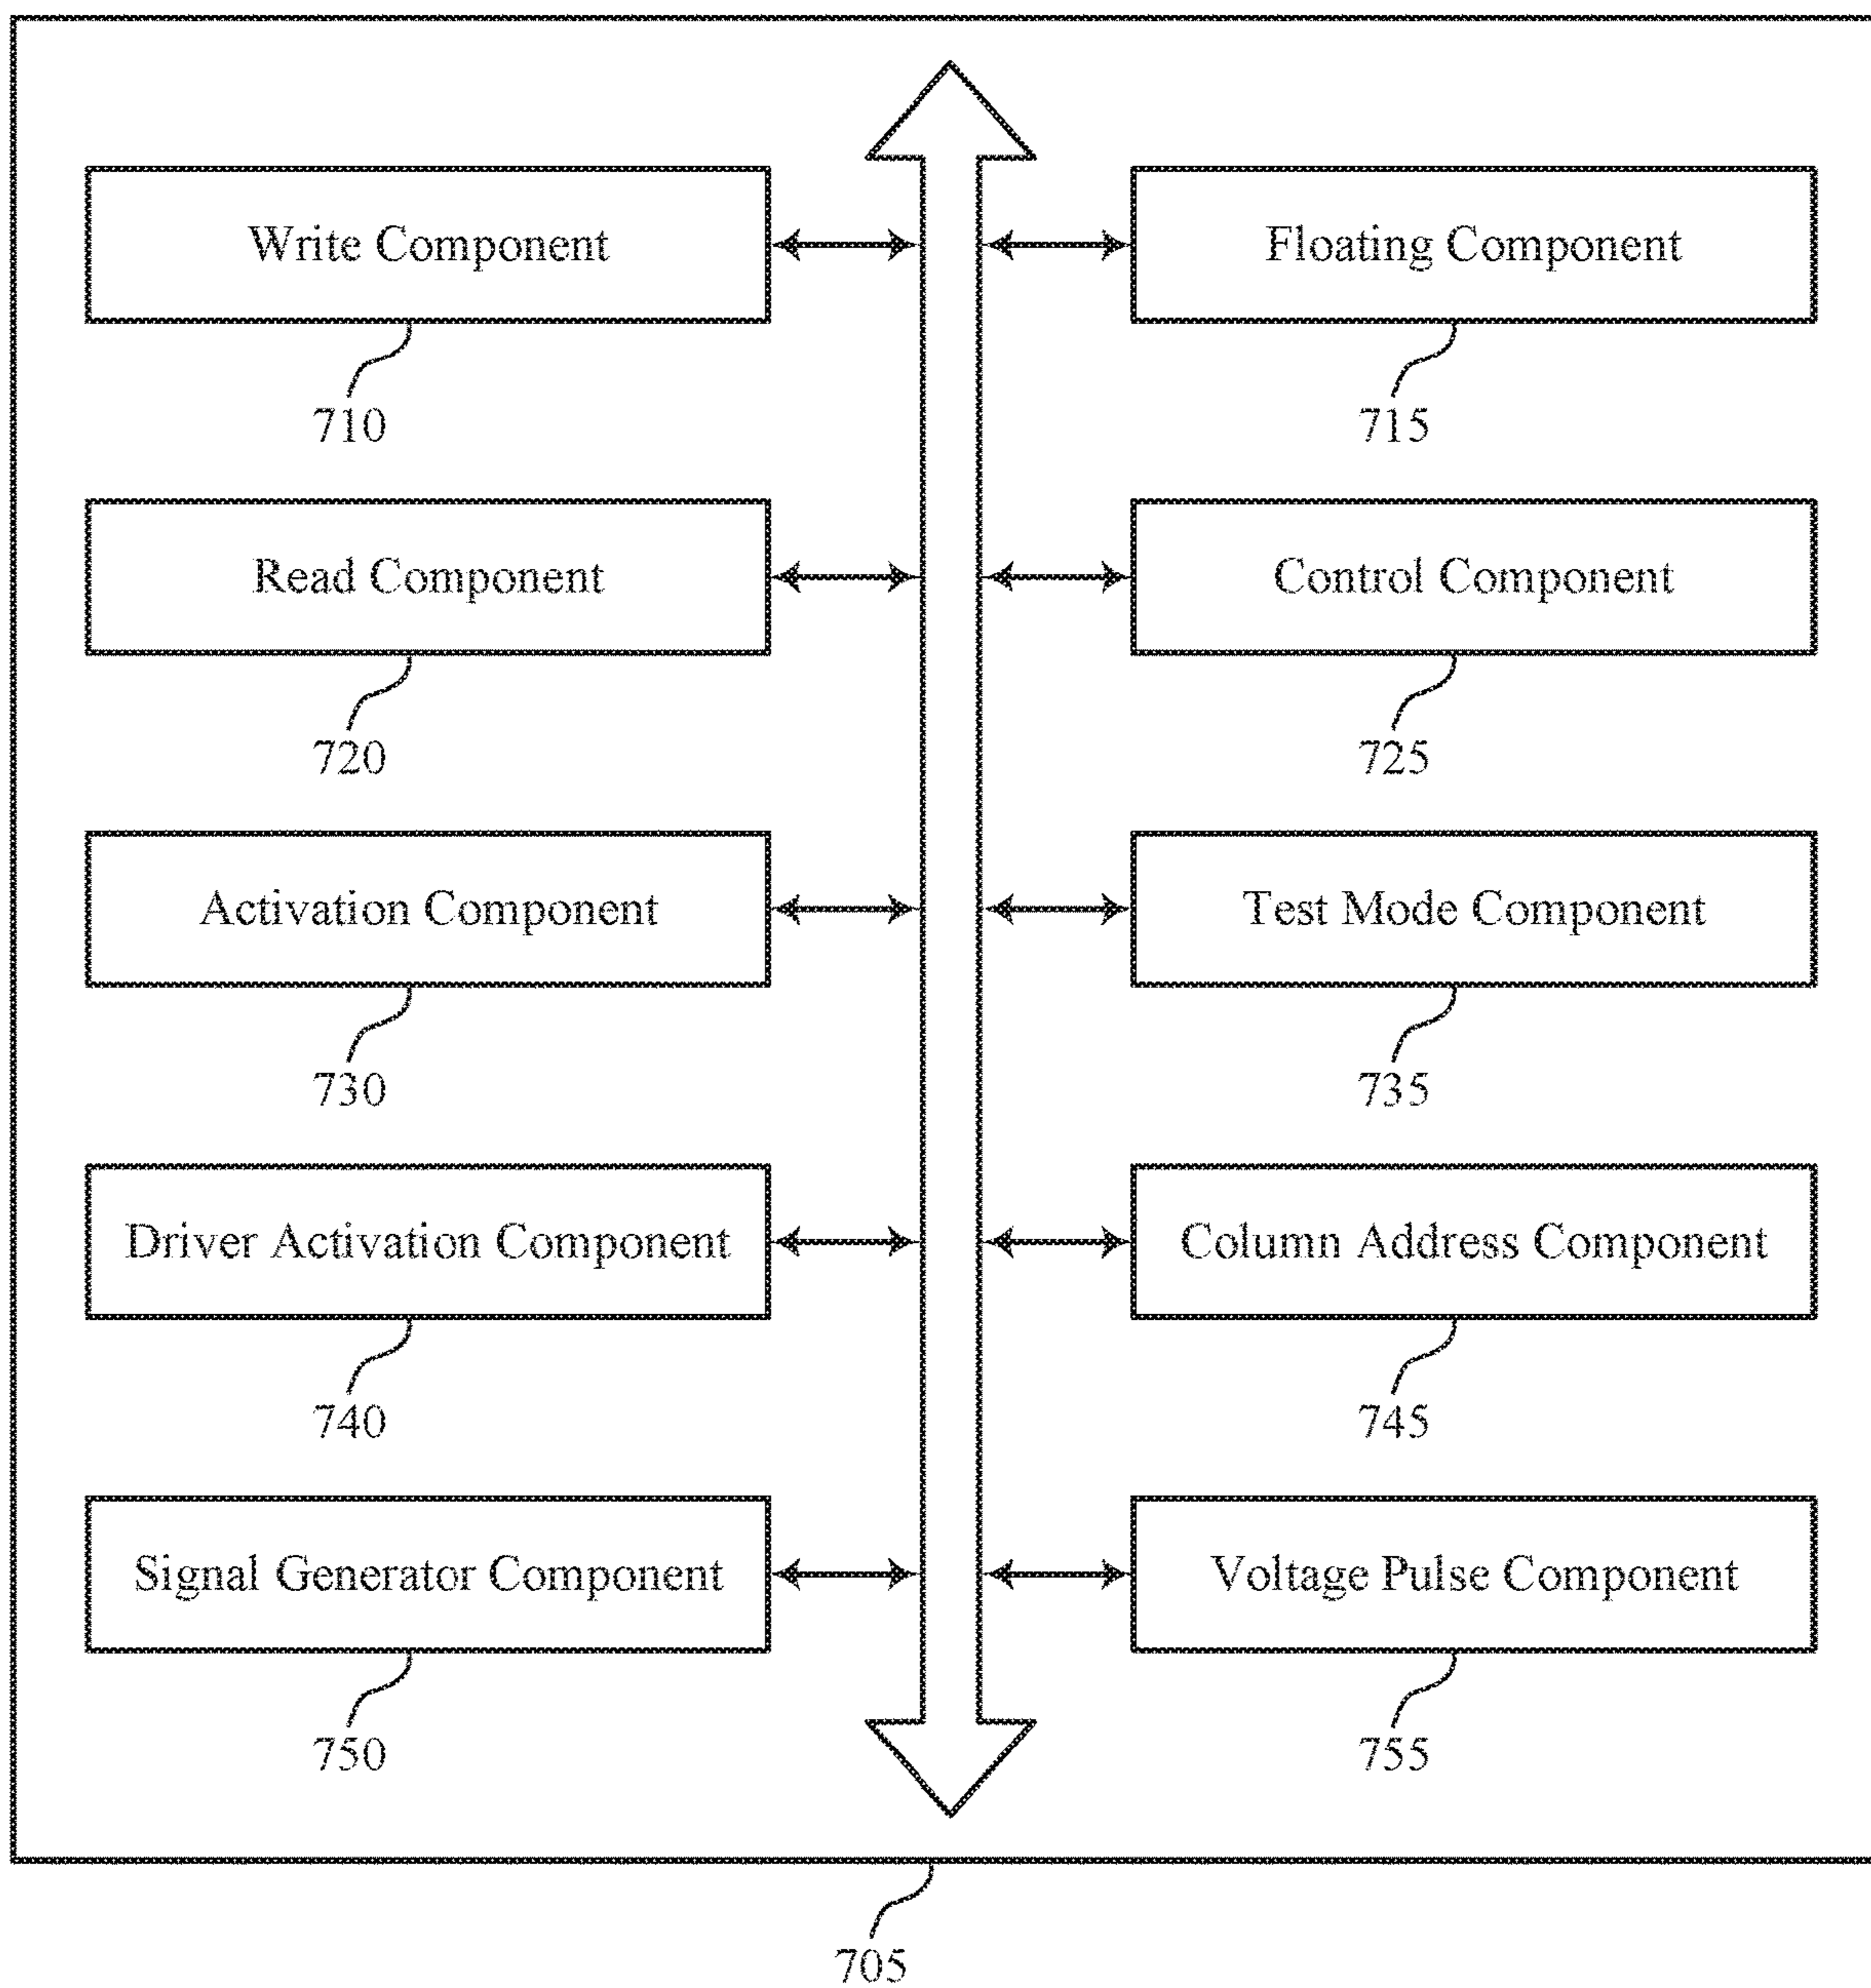 Write Component
Floating Component
710
715
Read Component
Control Component
720
725
Activation Component
Test Mode Component
730
735
Driver Activation Component
Column Address Component
740
745
Signal Generator Component
Voltage Pulse Component
750
755
705